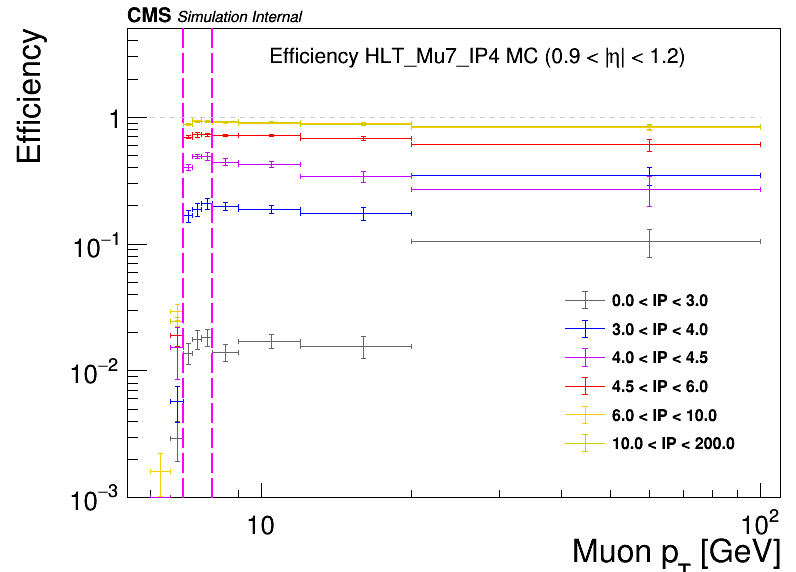 CMS Simulation Internal
Efficiency HLT_Mu7_IP4 MC (0.9 < |η| < 1.2)
Efficiency
1
10⁻¹
10⁻²
10⁻³
0.0 < IP < 3.0
3.0 < IP < 4.0
4.0 < IP < 4.5
4.5 < IP < 6.0
6.0 < IP < 10.0
10.0 < IP < 200.0
10
10²
Muon p_T [GeV]